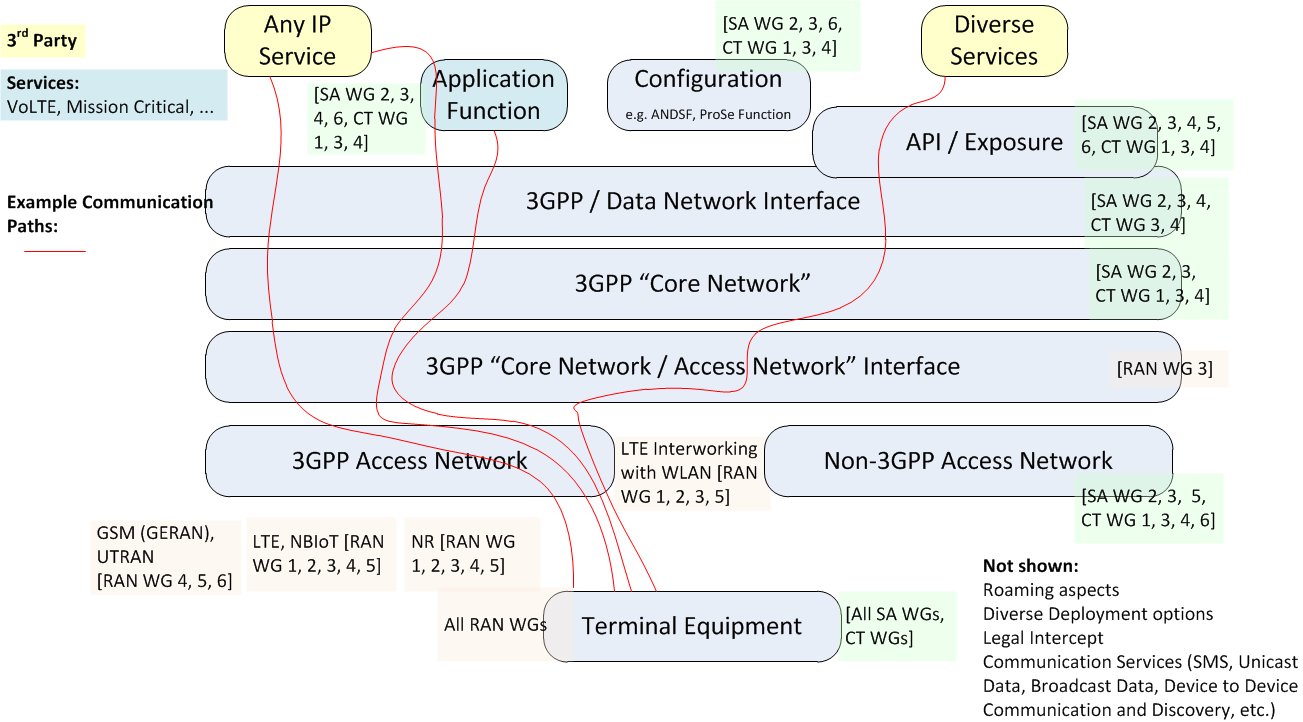 Any IP
Service
3rd Party
Services:
VoLTE, Mission Critical, ...
[SA WG 2, 3,
4, 6, CT WG
1, 3, 4]
Application
Function
[SA WG 2, 3, 6,
CT WG 1, 3, 4]
Configuration
e.g. ANDSF, ProSe Function
Diverse
Services
API / Exposure
[SA WG 2, 3, 4, 5,
6, CT WG 1, 3, 4]
Example Communication
Paths:
3GPP / Data Network Interface
[SA WG 2, 3, 4,
CT WG 3, 4]
3GPP “Core Network”
[SA WG 2, 3,
CT WG 1, 3, 4]
3GPP “Core Network / Access Network” Interface
[RAN WG 3]
3GPP Access Network
LTE Interworking
with WLAN [RAN
WG 1, 2, 3, 5]
Non-3GPP Access Network
[SA WG 2, 3,  5,
CT WG 1, 3, 4, 6]
GSM (GERAN),
UTRAN
[RAN WG 4, 5, 6]
LTE, NBIoT [RAN
WG 1, 2, 3, 4, 5]
NR [RAN WG
1, 2, 3, 4, 5]
All RAN WGs
Terminal Equipment
[All SA WGs,
CT WGs]
Not shown:
Roaming aspects
Diverse Deployment options
Legal Intercept
Communication Services (SMS, Unicast
Data, Broadcast Data, Device to Device
Communication and Discovery, etc.)